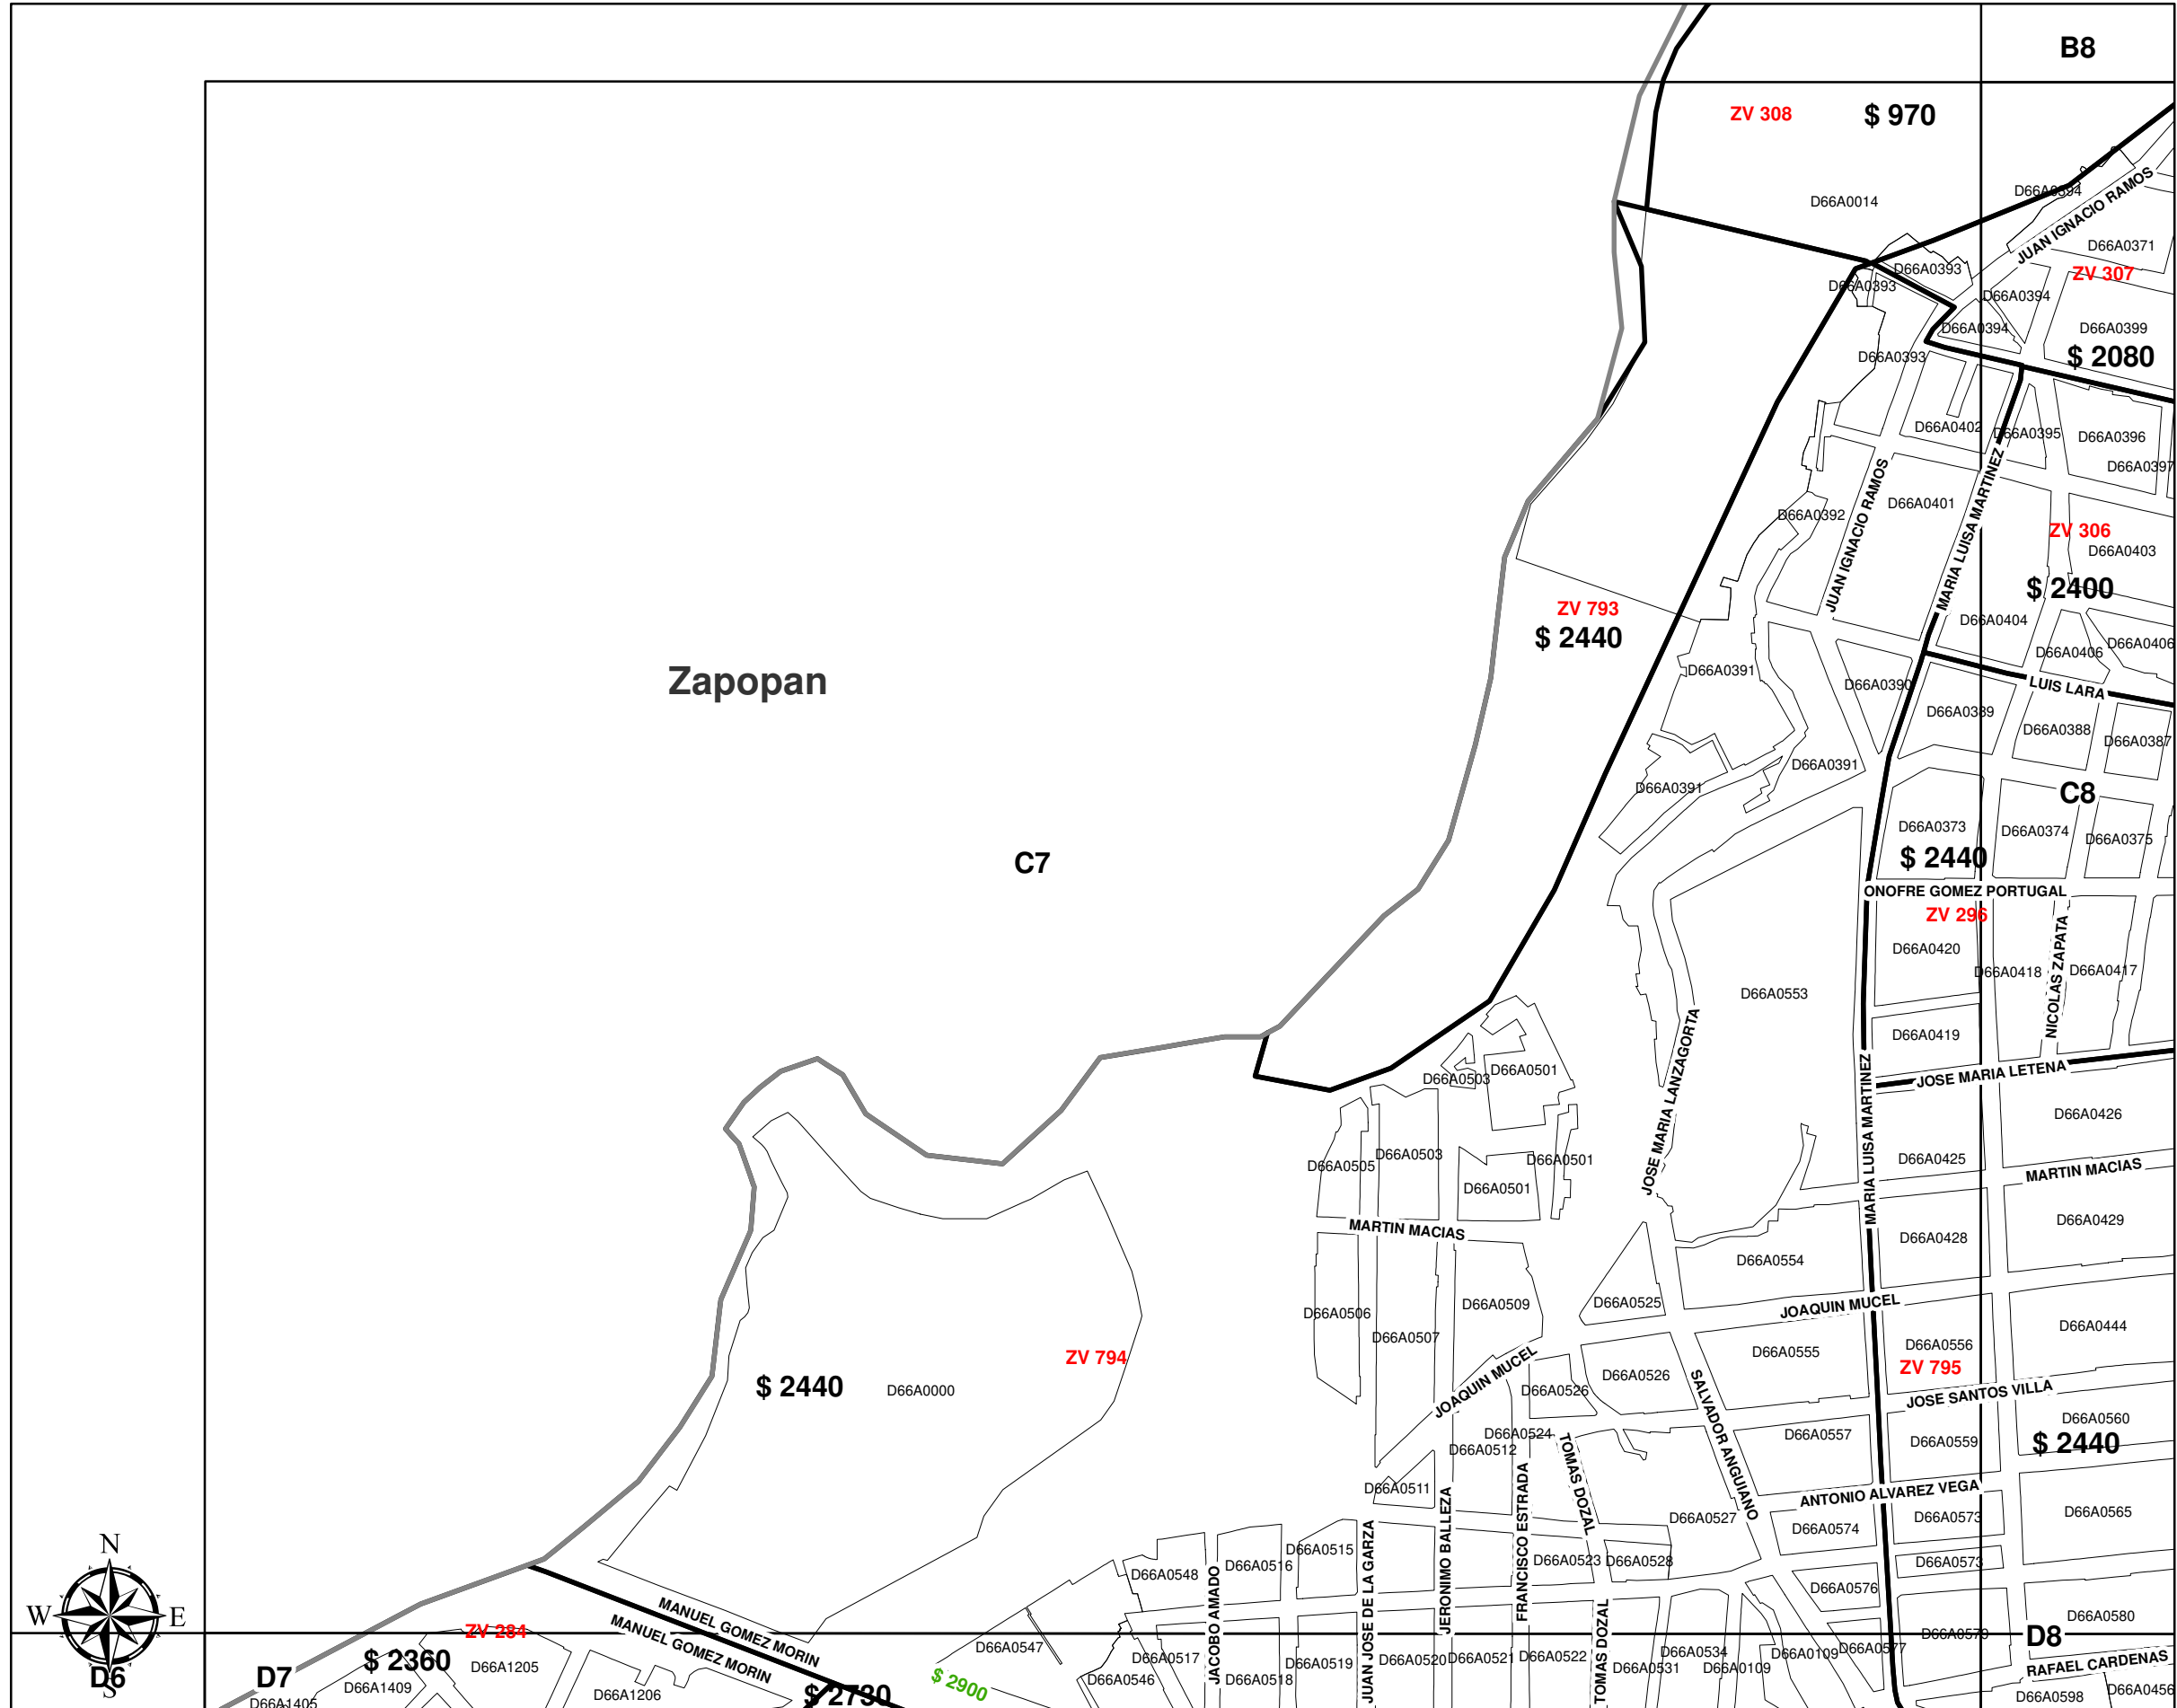 B8
ZV 308
$ 970
D66A0014
D66A0394
JUAN IGNACIO RAMOS
D66A0371
D66A0393
ZV 307
D66A0393
D66A0394
D66A0394
D66A0399
$ 2080
D66A0393
D66A0402
D66A0395
D66A0396
D66A0397
D66A0401
D66A0392
JUAN IGNACIO RAMOS
MARIA LUISA MARTINEZ
ZV 306
D66A0403
$ 2400
ZV 793
$ 2440
D66A0404
D66A0406
D66A0406
Zapopan
D66A0391
D66A0390
LUIS LARA
D66A0389
D66A0388
D66A0387
D66A0391
D66A0391
C8
D66A0373
D66A0374
D66A0375
C7
$ 2440
ONOFRE GOMEZ PORTUGAL
ZV 296
D66A0420
D66A0418
NICOLAS ZAPATA
D66A0417
D66A0553
D66A0419
JOSE MARIA LANZAGORTA
JOSE MARIA LETENA
D66A0503
D66A0501
MARIA LUISA MARTINEZ
D66A0426
D66A0505
D66A0503
D66A0501
D66A0501
D66A0425
MARTIN MACIAS
MARTIN MACIAS
D66A0429
D66A0428
D66A0554
D66A0506
D66A0509
D66A0525
JOAQUIN MUCEL
D66A0507
D66A0444
D66A0556
D66A0555
ZV 794
ZV 795
$ 2440
D66A0000
JOAQUIN MUCEL
D66A0526
D66A0526
SALVADOR ANGUIANO
JOSE SANTOS VILLA
D66A0560
D66A0524
D66A0512
D66A0557
D66A0559
$ 2440
TOMAS DOZAL
D66A0511
ANTONIO ALVAREZ VEGA
D66A0527
D66A0574
D66A0573
D66A0565
JERONIMO BALLEZA
FRANCISCO ESTRADA
JUAN JOSE DE LA GARZA
D66A0515
D66A0516
D66A0548
D66A0523
D66A0528
D66A0573
JACOBO AMADO
D66A0576
N
W
E
S
MANUEL GOMEZ MORIN
MANUEL GOMEZ MORIN
D66A0580
ZV 284
D66A0579
D8
D66A0547
D66A0517
D66A0519
D66A0520
D66A0521
D66A0522
TOMAS DOZAL
D66A0534
D66A0109
D66A0109
D66A0577
RAFAEL CARDENAS
D6
D7
$ 2360
D66A1205
D66A1409
D66A1405
D66A1206
$ 2730
$ 2900
D66A0546
D66A0518
D66A0531
D66A0598
D66A0456